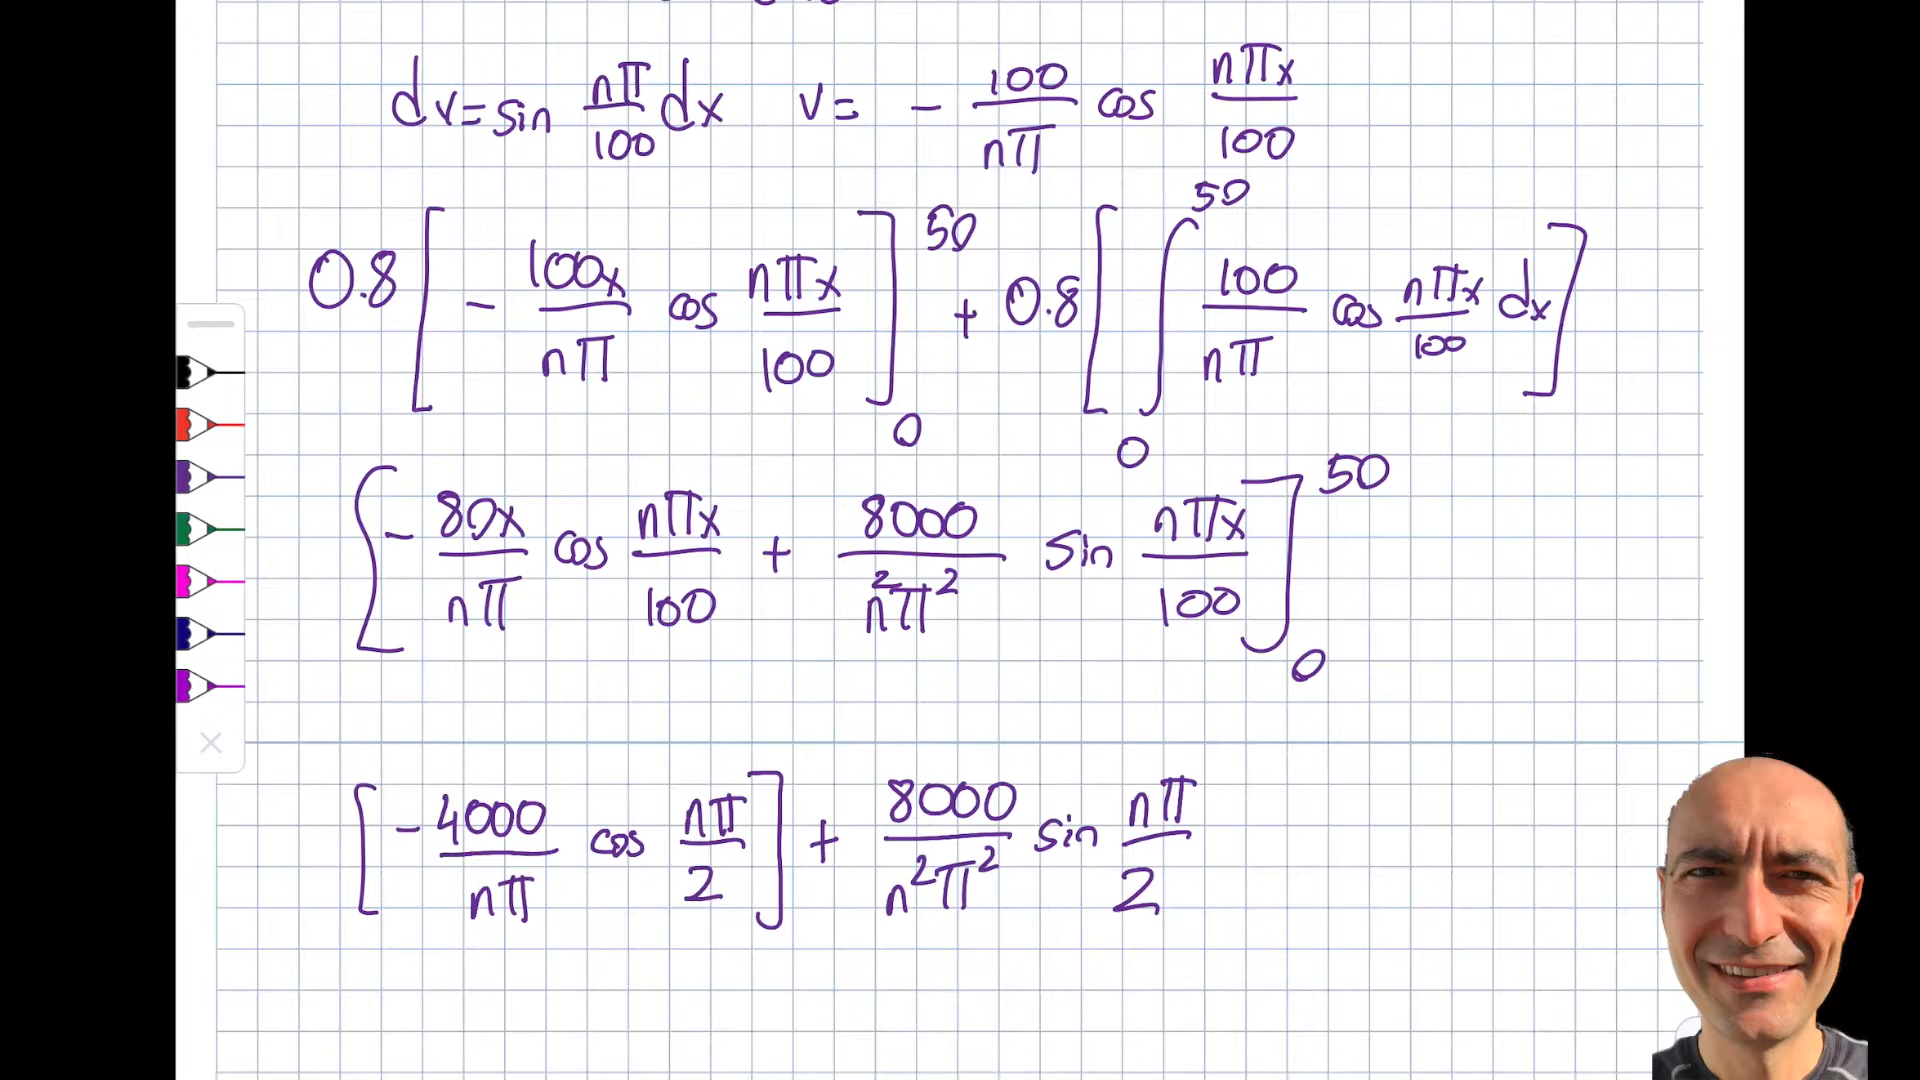 dv = sin nπ/100 dx   v = - 100/nπ cos nπx/100
0.8 [ - 100x/nπ cos nπx/100 ]₀⁵⁰ + 0.8 [ ∫₀⁵⁰ 100/nπ cos nπx/100 dx ]
[ - 80x/nπ cos nπx/100 + 8000/n²π² sin nπx/100 ]₀⁵⁰
[ - 4000/nπ cos nπ/2 ] + 8000/n²π² sin nπ/2